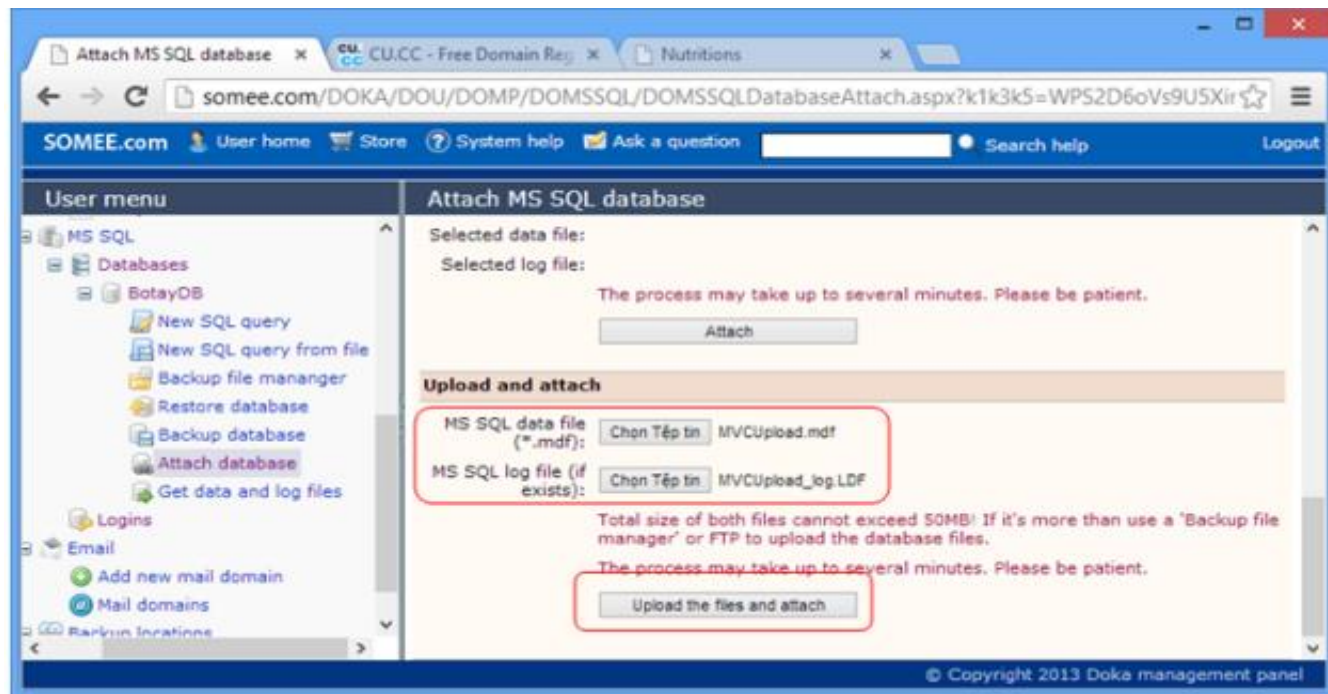 Attach MS SQL database
CU.CC - Free Domain Reg
Nutritions
somee.com/DOKA/DOU/DOMP/DOMSSQL/DOMSSQLDatabaseAttach.aspx?k1k3k5=WPS2D6oVs9U5Xir
SOMEE.com User home Store System help Ask a question Search help Logout
User menu
MS SQL
Databases
BotayDB
New SQL query
New SQL query from file
Backup file mananger
Restore database
Backup database
Attach database
Get data and log files
Logins
Email
Add new mail domain
Mail domains
Backup locations
Attach MS SQL database
Selected data file:
Selected log file:
The process may take up to several minutes. Please be patient.
Attach
Upload and attach
MS SQL data file
(*.mdf):
Chọn Tệp tin MVCUpload.mdf
MS SQL log file (if
exists):
Chọn Tệp tin MVCUpload_log.LDF
Total size of both files cannot exceed 50MB! If it's more than use a 'Backup file
manager' or FTP to upload the database files.
The process may take up to several minutes. Please be patient.
Upload the files and attach
© Copyright 2013 Doka management panel